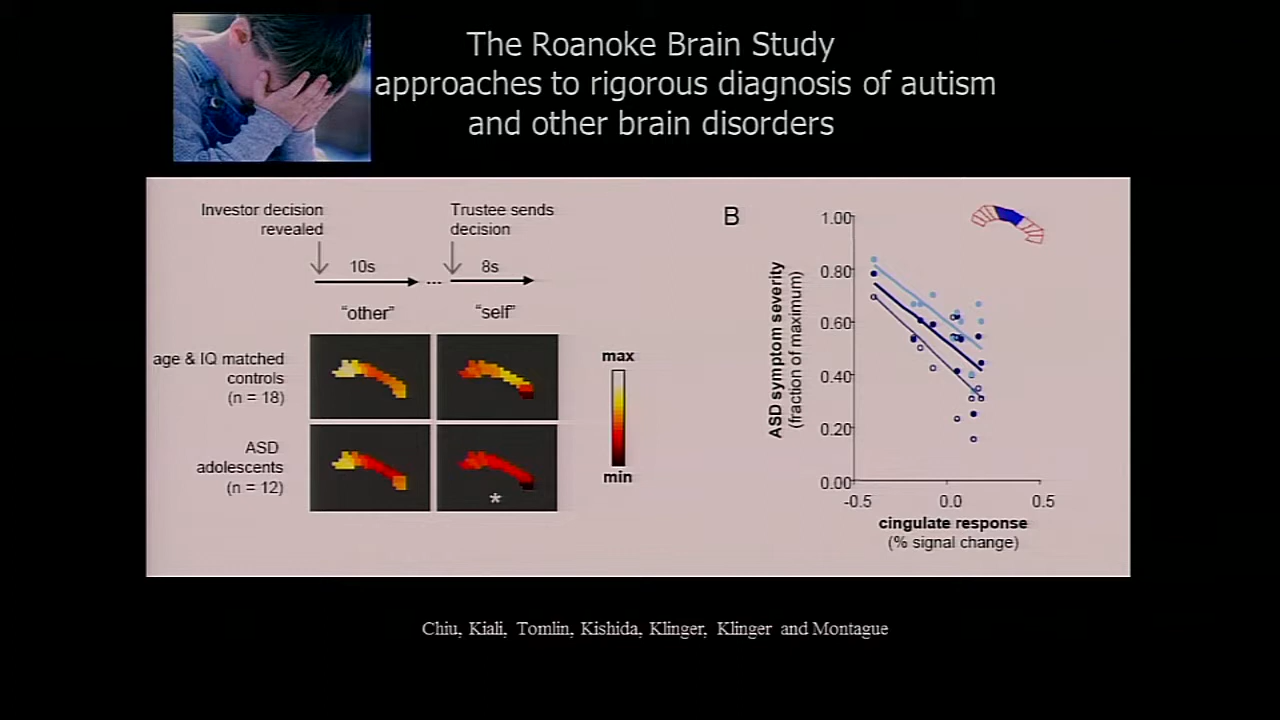 The Roanoke Brain Study
approaches to rigorous diagnosis of autism
and other brain disorders
Investor decision
revealed
Trustee sends
decision
10s
...
8s
“other”
“self”
age & IQ matched
controls
(n = 18)
ASD
adolescents
(n = 12)
*
max
min
B
ASD symptom severity
(fraction of maximum)
1.00
0.80
0.60
0.40
0.20
0.00
-0.5
0.0
0.5
cingulate response
(% signal change)
Chiu, Kiali, Tomlin, Kishida, Klinger, Klinger and Montague